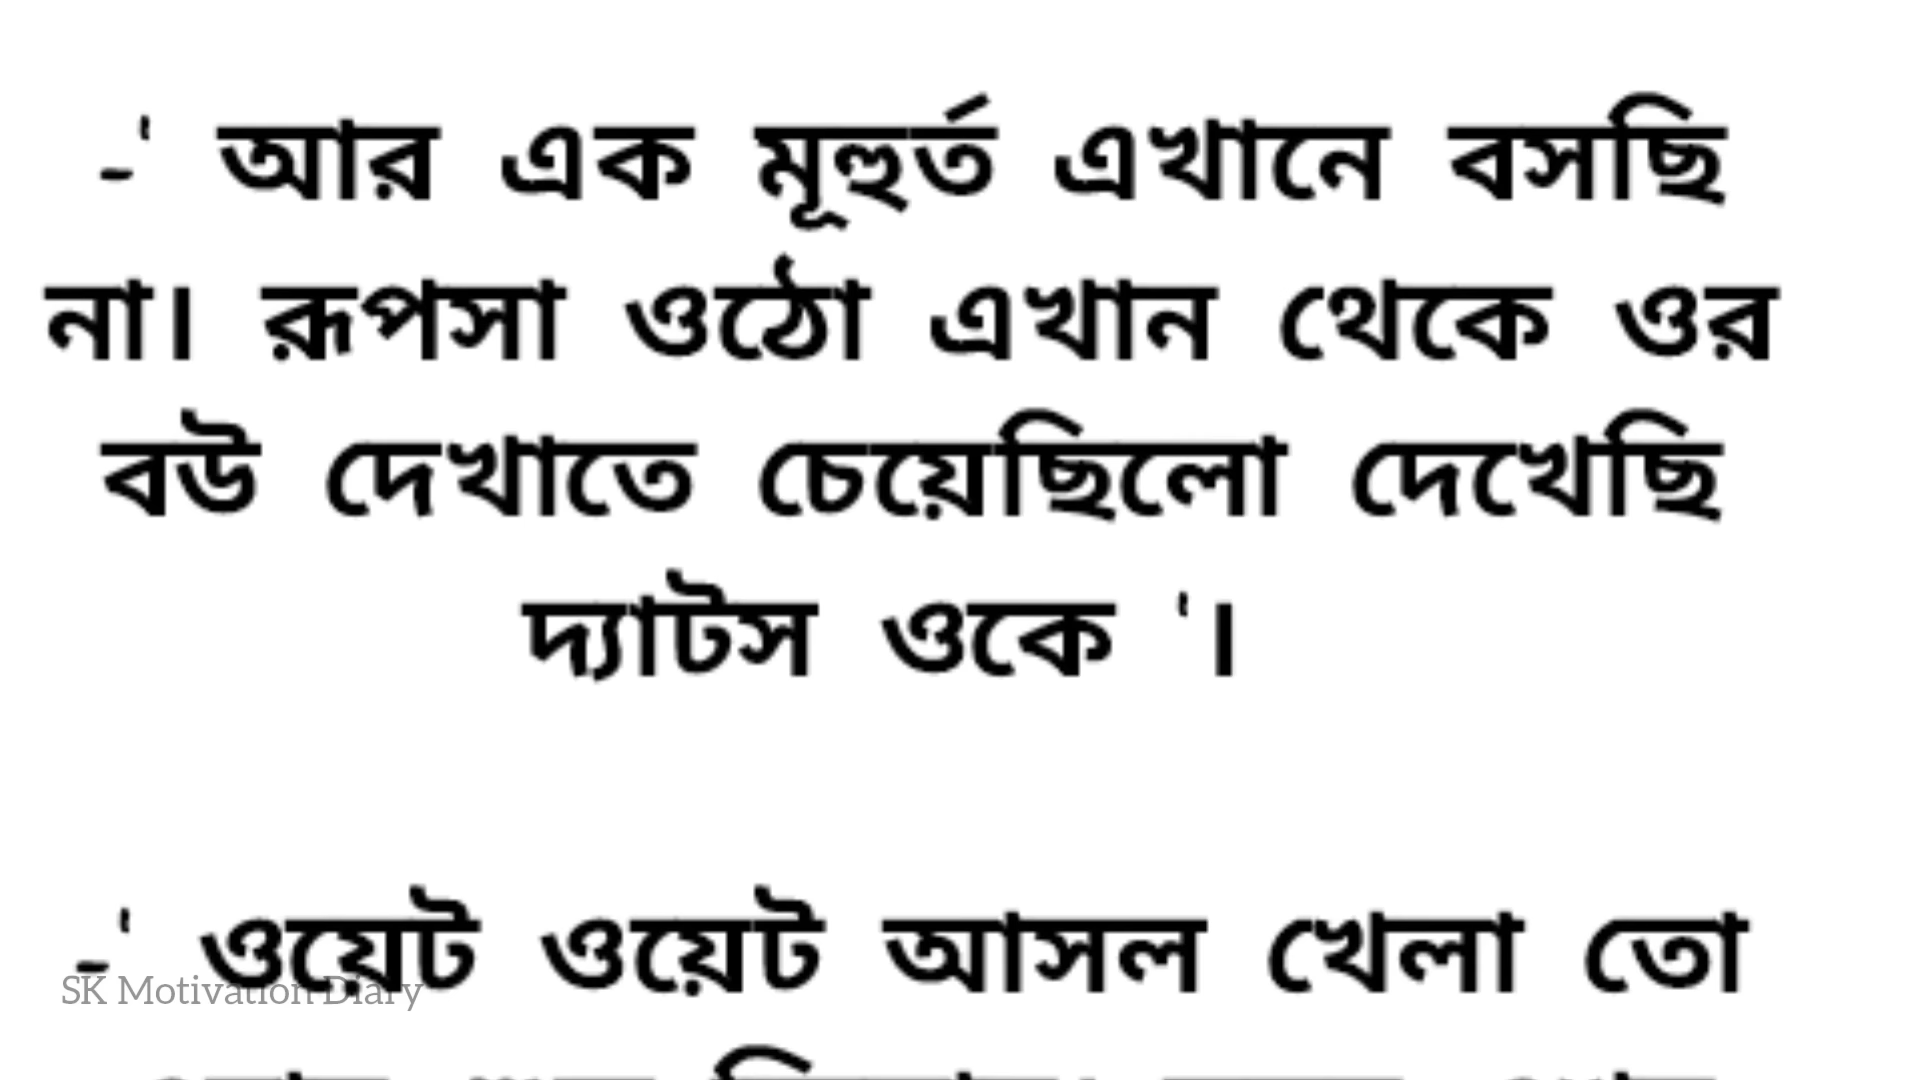 -' আর এক মূহুর্ত এখানে বসছি
না। রূপসা ওঠো এখান থেকে ওর
বউ দেখাতে চেয়েছিলো দেখেছি
দ্যাটস ওকে '।
-' ওয়েট ওয়েট আসল খেলা তো
SK Motivation Diary